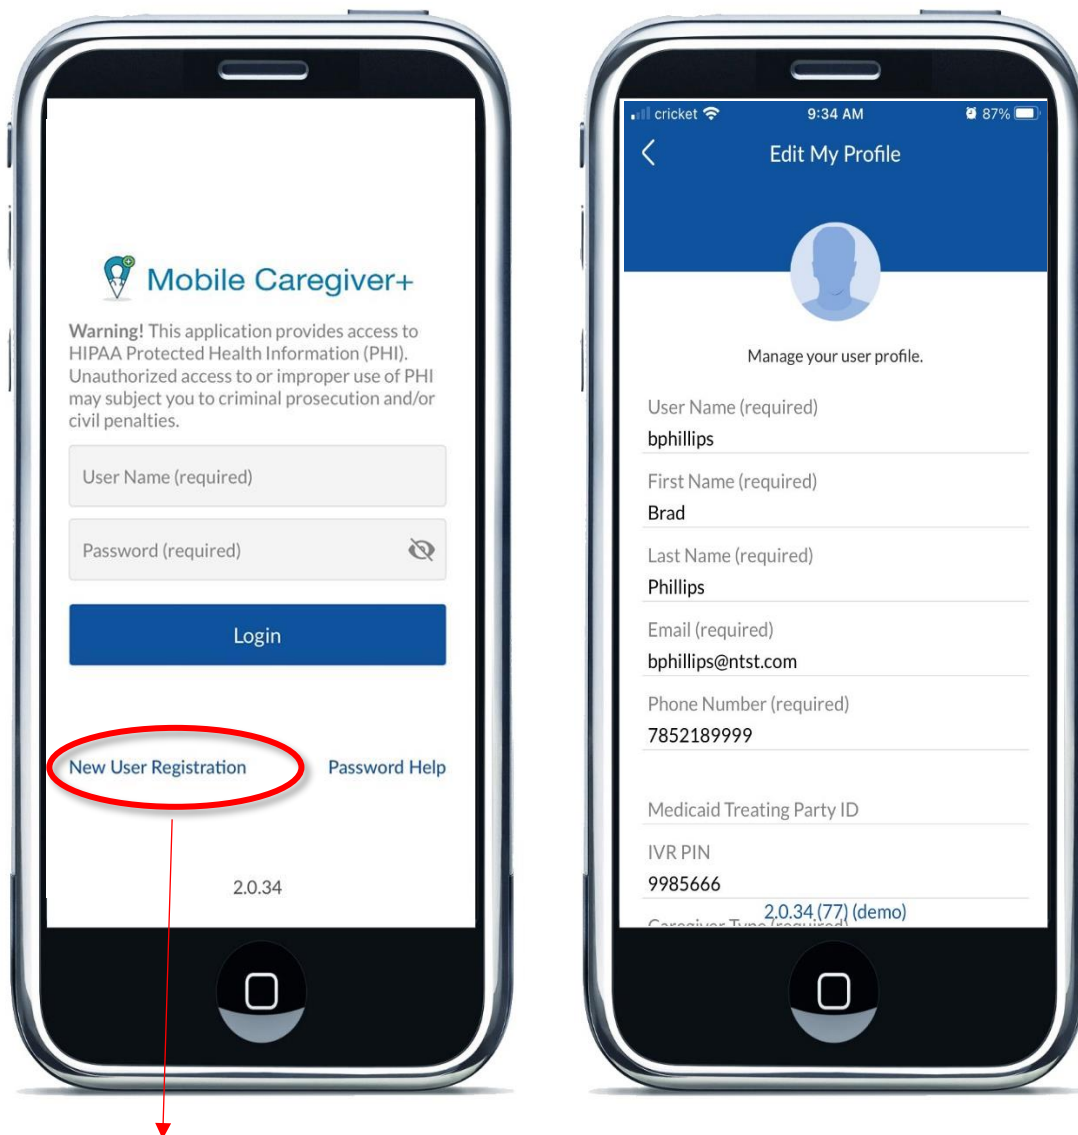 Mobile Caregiver+
Warning! This application provides access to
HIPAA Protected Health Information (PHI).
Unauthorized access to or improper use of PHI
may subject you to criminal prosecution and/or
civil penalties.
User Name (required)
Password (required)
Login
New User Registration
Password Help
2.0.34
cricket
9:34 AM
87%
Edit My Profile
Manage your user profile.
User Name (required)
bphillips
First Name (required)
Brad
Last Name (required)
Phillips
Email (required)
bphillips@ntst.com
Phone Number (required)
7852189999
Medicaid Treating Party ID
IVR PIN
9985666
2.0.34 (77) (demo)
Caregiver Type (required)